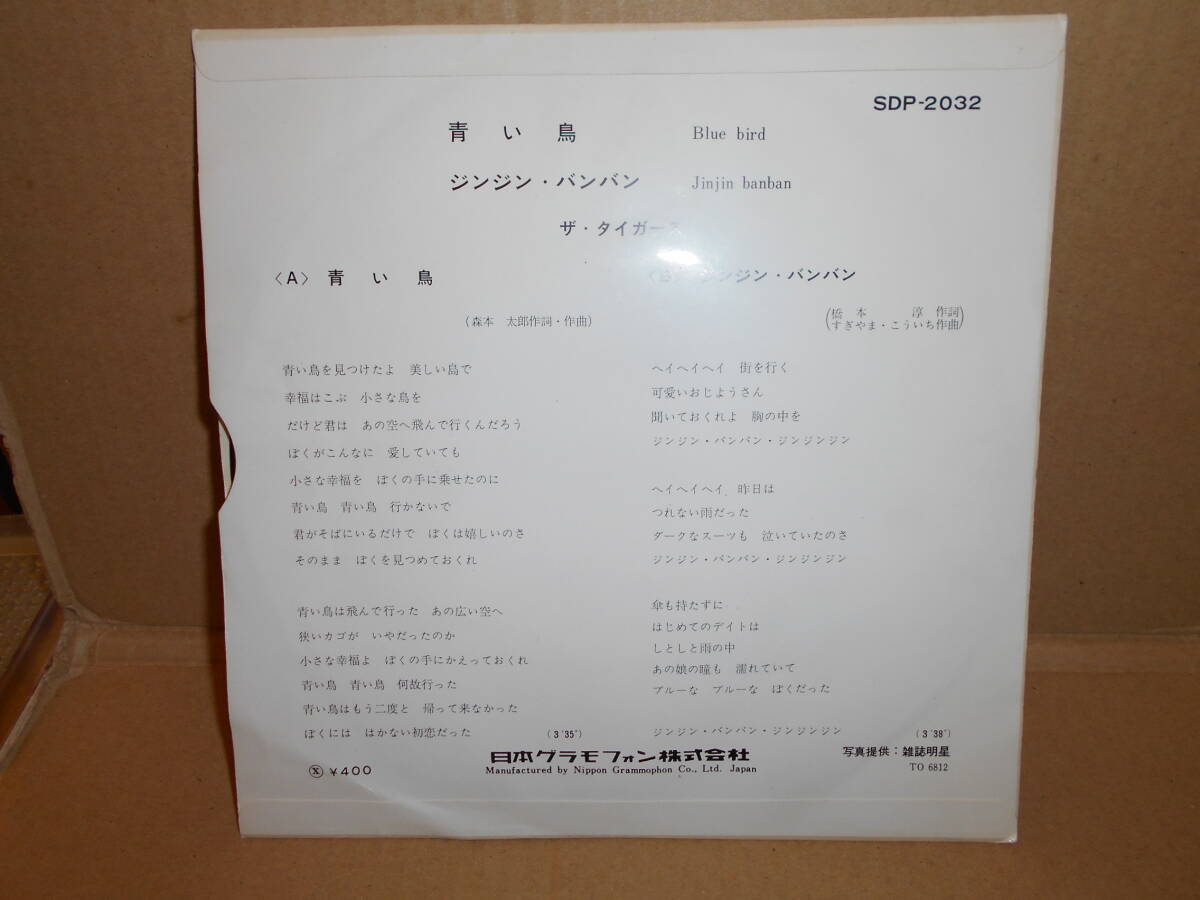 SDP-2032
青い鳥 Blue bird
ジンジン・バンバン Jinjin banban
ザ・タイガース
〈A〉 青い鳥
(森本 太郎作詞・作曲)
青い鳥を見つけたよ 美しい島で
幸福はこぶ 小さな鳥を
だけど君は あの空へ飛んで行くんだろう
ぼくがこんなに 愛していても
小さな幸福を ぼくの手に乗せたのに
青い鳥 青い鳥 行かないで
君がそばにいるだけで ぼくは嬉しいのさ
そのまま ぼくを見つめておくれ
青い鳥は飛んで行った あの広い空へ
狭いカゴが いやだったのか
小さな幸福よ ぼくの手にかえっておくれ
青い鳥 青い鳥 何故行った
青い鳥はもう二度と 帰って来なかった
ぼくには はかない初恋だった
(3′35″)
〈B〉 ジンジン・バンバン
(橋本 淳 作詞
すぎやま・こういち作曲)
ヘイヘイヘイ 街を行く
可愛いおじょうさん
聞いておくれよ 胸の中を
ジンジン・バンバン・ジンジンジン
ヘイヘイヘイ 昨日は
つれない雨だった
ダークなスーツも 泣いていたのさ
ジンジン・バンバン・ジンジンジン
傘も持たずに
はじめてのデイトは
しとしと雨の中
あの娘の瞳も 濡れていて
ブルーな ブルーな ぼくだった
ジンジン・バンバン・ジンジンジン
(3′38″)
Ⓧ ¥400
日本グラモフォン株式会社
Manufactured by Nippon Grammophon Co., Ltd. Japan
写真提供：雑誌明星
TO 6812